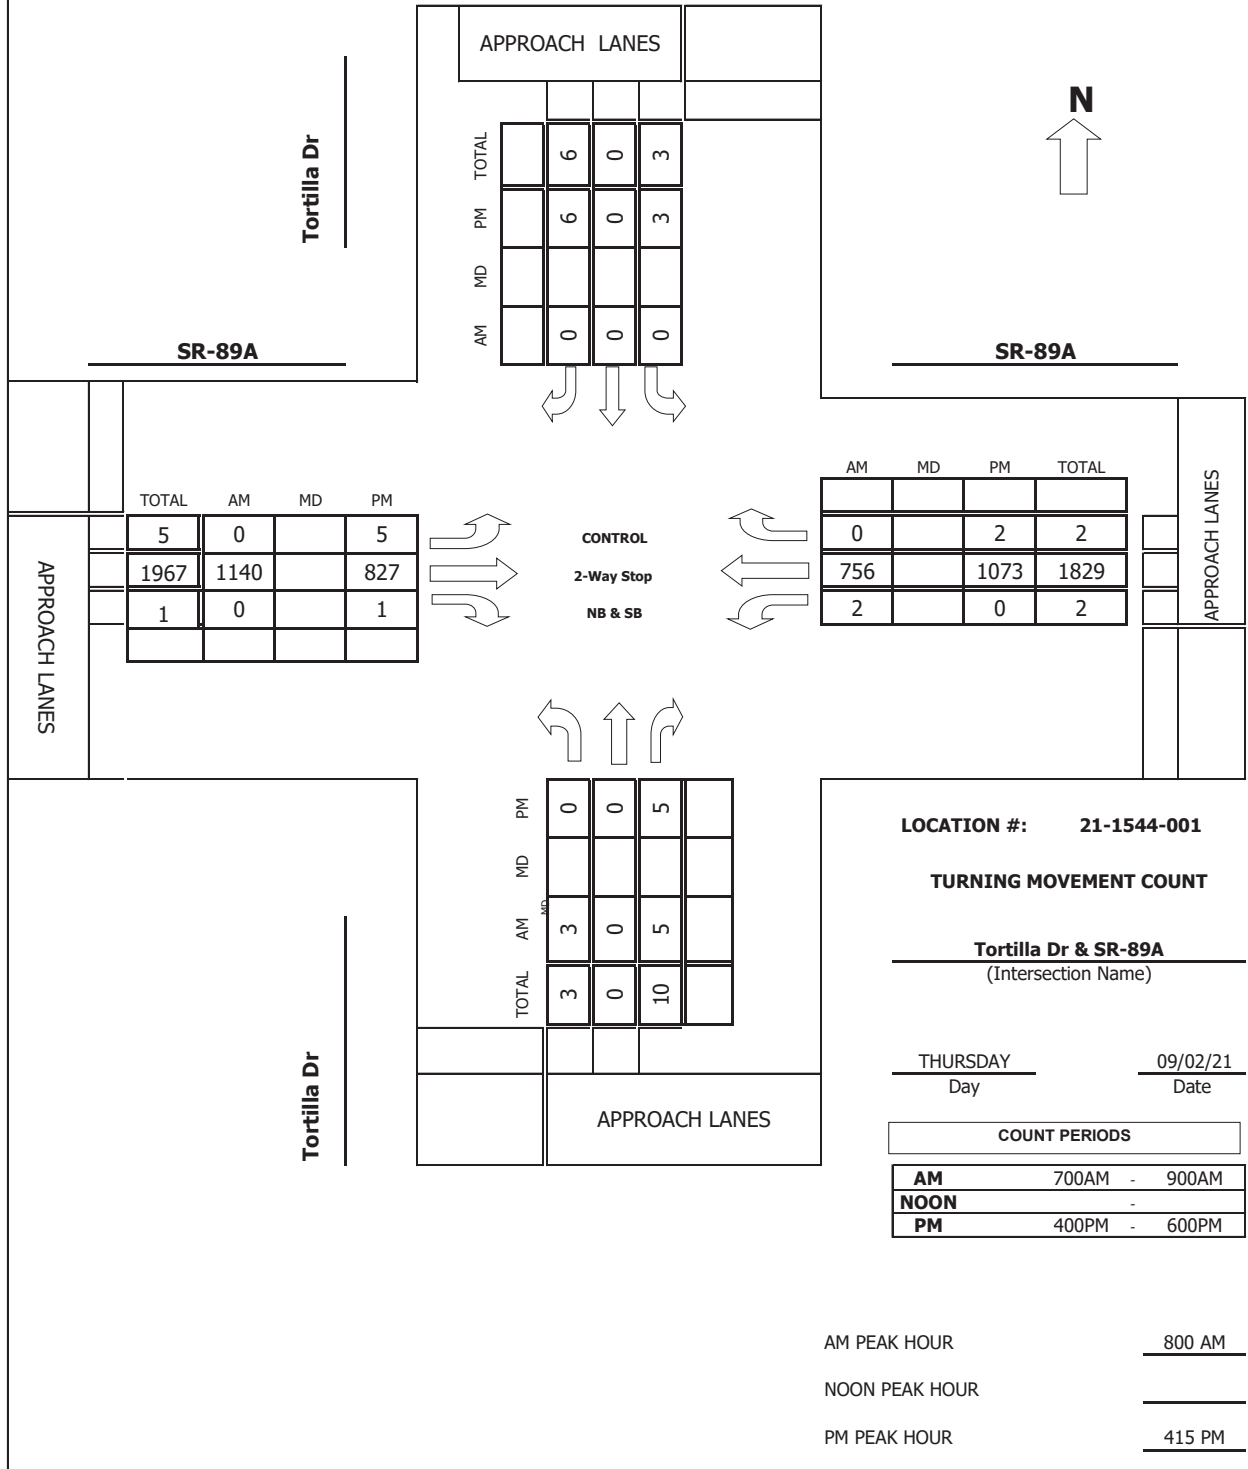 APPROACH LANES
N
Tortilla Dr
TOTAL 6 0 3
PM 6 0 3
MD
AM 0 0 0
SR-89A
SR-89A
AM MD PM TOTAL
0 2 2
756 1073 1829
2 0 2
APPROACH LANES
TOTAL AM MD PM
5 0 5
1967 1140 827
1 0 1
APPROACH LANES
CONTROL
2-Way Stop
NB & SB
PM 0 0 5
MD
MD
AM 3 0 5
TOTAL 3 0 10
Tortilla Dr
APPROACH LANES
LOCATION #: 21-1544-001
TURNING MOVEMENT COUNT
Tortilla Dr & SR-89A
(Intersection Name)
THURSDAY 09/02/21
Day Date
COUNT PERIODS
AM 700AM - 900AM
NOON -
PM 400PM - 600PM
AM PEAK HOUR 800 AM
NOON PEAK HOUR
PM PEAK HOUR 415 PM